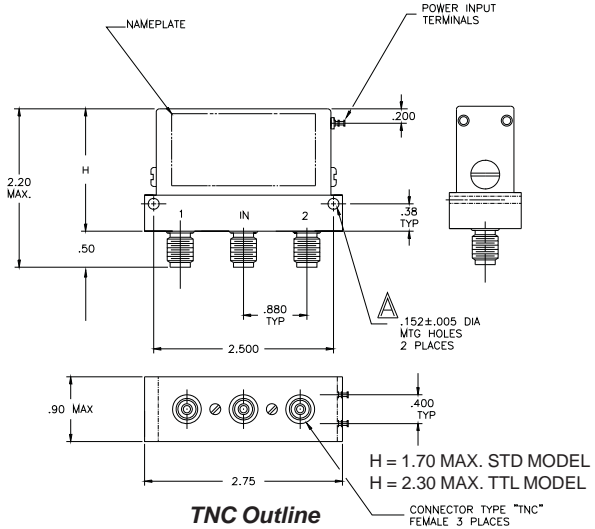 POWER INPUT
TERMINALS
NAMEPLATE
.200
2.20
MAX.
H
.38
TYP
1 IN 2
.50
.880
TYP
A
.152±.005 DIA
MTG HOLES
2 PLACES
2.500
.90 MAX
.400
TYP
H = 1.70 MAX. STD MODEL
H = 2.30 MAX. TTL MODEL
2.75
CONNECTOR TYPE "TNC"
FEMALE 3 PLACES
TNC Outline